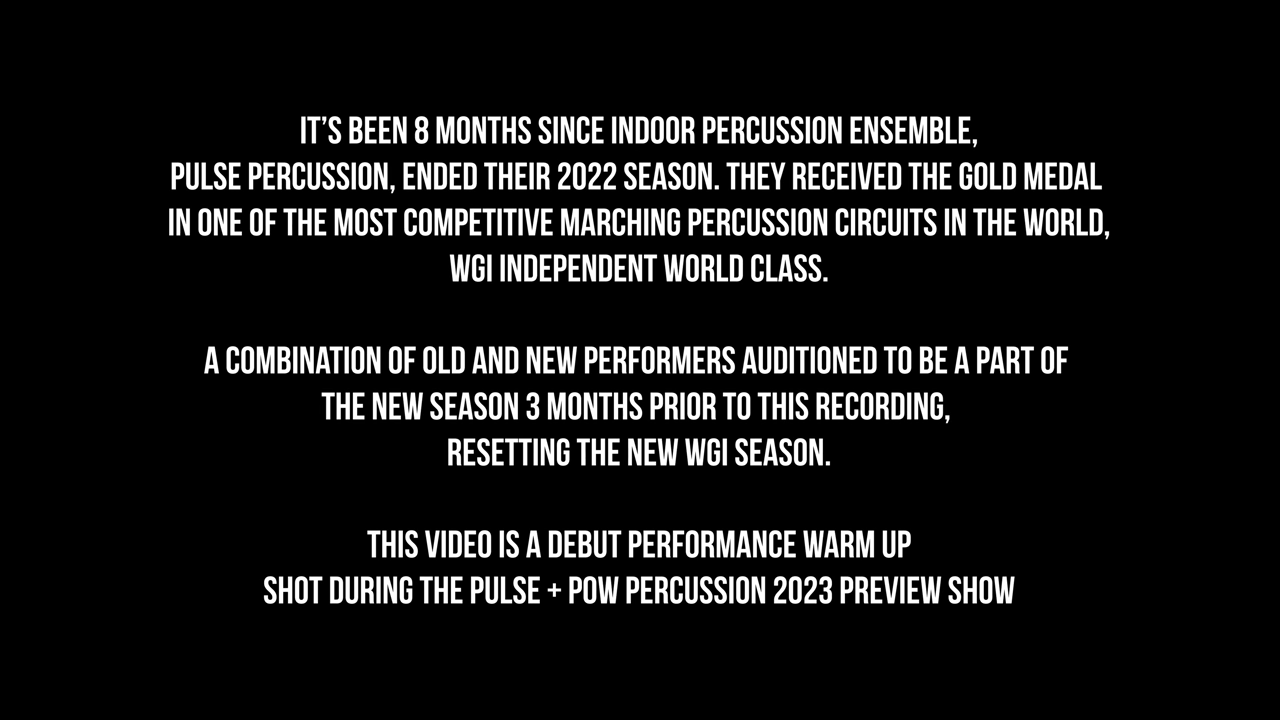 IT'S BEEN 8 MONTHS SINCE INDOOR PERCUSSION ENSEMBLE,
PULSE PERCUSSION, ENDED THEIR 2022 SEASON. THEY RECEIVED THE GOLD MEDAL
IN ONE OF THE MOST COMPETITIVE MARCHING PERCUSSION CIRCUITS IN THE WORLD,
WGI INDEPENDENT WORLD CLASS.
A COMBINATION OF OLD AND NEW PERFORMERS AUDITIONED TO BE A PART OF
THE NEW SEASON 3 MONTHS PRIOR TO THIS RECORDING,
RESETTING THE NEW WGI SEASON.
THIS VIDEO IS A DEBUT PERFORMANCE WARM UP
SHOT DURING THE PULSE + POW PERCUSSION 2023 PREVIEW SHOW